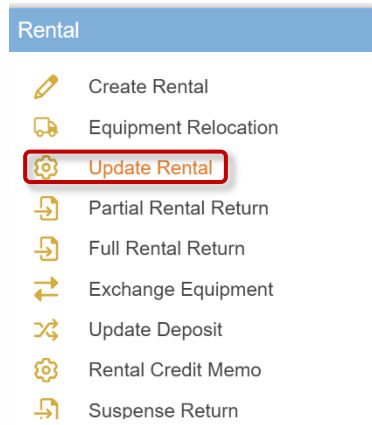 Rental
Create Rental
Equipment Relocation
Update Rental
Partial Rental Return
Full Rental Return
Exchange Equipment
Update Deposit
Rental Credit Memo
Suspense Return